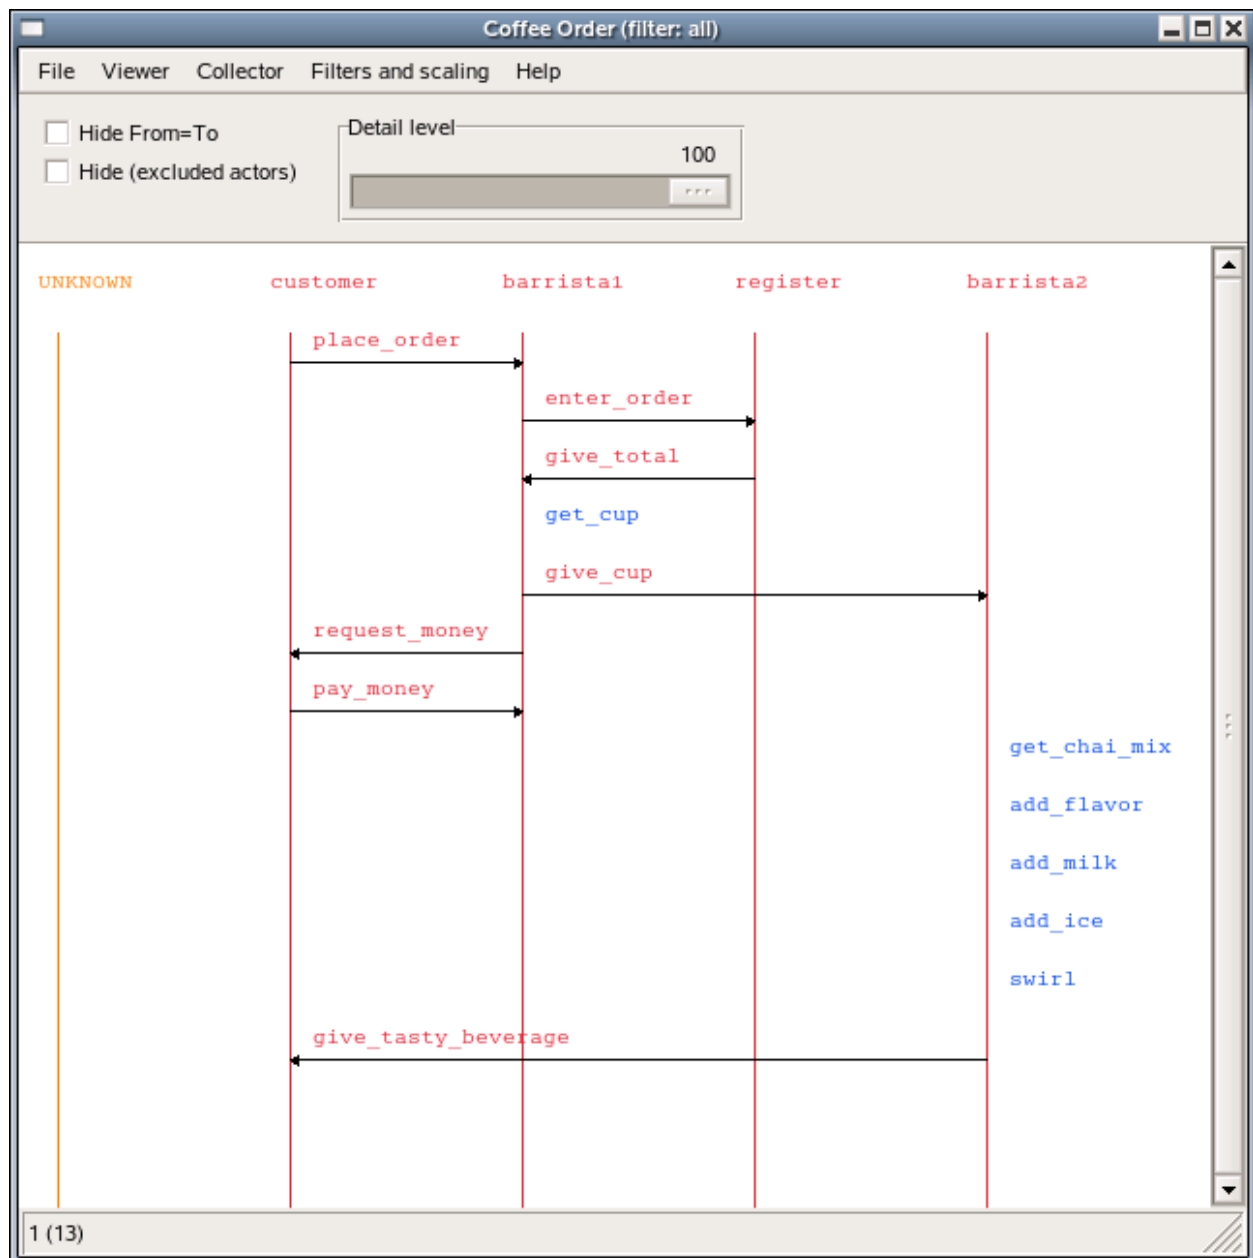 Coffee Order (filter: all)
File Viewer Collector Filters and scaling Help
Hide From=To
Hide (excluded actors)
Detail level
100
UNKNOWN customer barrista1 register barrista2
place_order
enter_order
give_total
get_cup
give_cup
request_money
pay_money
get_chai_mix
add_flavor
add_milk
add_ice
swirl
give_tasty_beverage
1 (13)